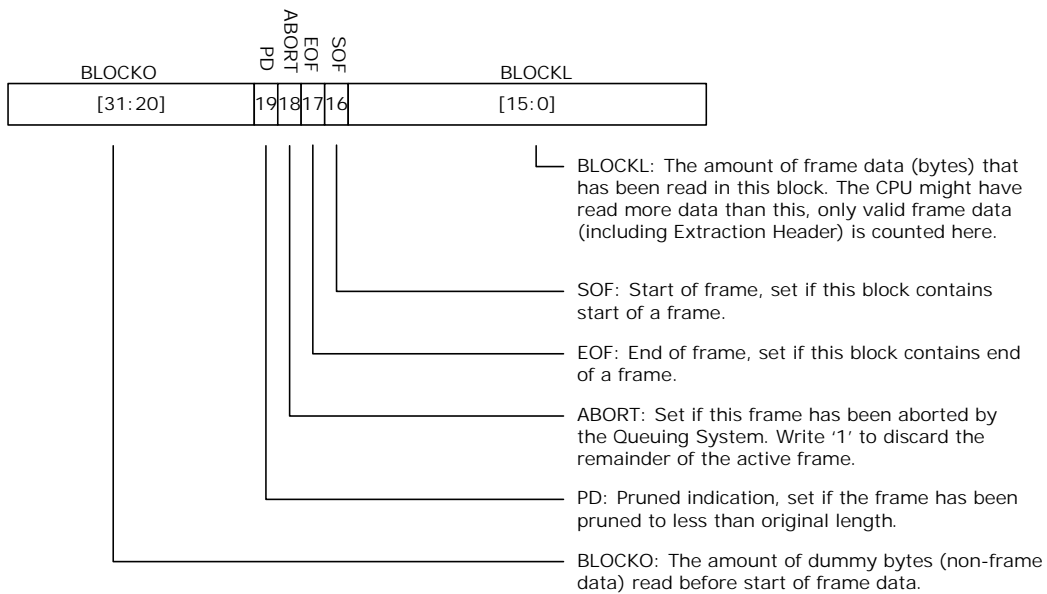 BLOCKO
PD
ABORT
EOF
SOF
BLOCKL
[31:20]
19
18
17
16
[15:0]
BLOCKL: The amount of frame data (bytes) that
has been read in this block. The CPU might have
read more data than this, only valid frame data
(including Extraction Header) is counted here.
SOF: Start of frame, set if this block contains
start of a frame.
EOF: End of frame, set if this block contains end
of a frame.
ABORT: Set if this frame has been aborted by
the Queuing System. Write ‘1’ to discard the
remainder of the active frame.
PD: Pruned indication, set if the frame has been
pruned to less than original length.
BLOCKO: The amount of dummy bytes (non-frame
data) read before start of frame data.